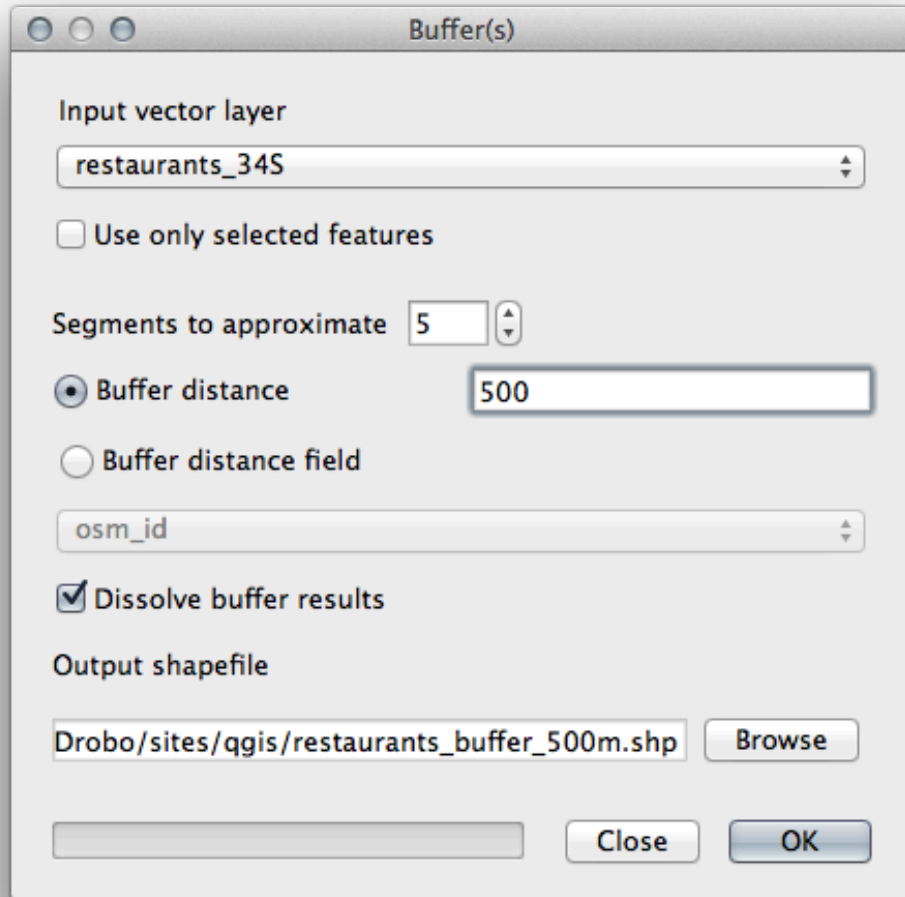 Buffer(s)
Input vector layer
restaurants_34S
Use only selected features
Segments to approximate 5
Buffer distance 500
Buffer distance field
osm_id
Dissolve buffer results
Output shapefile
Drobo/sites/qgis/restaurants_buffer_500m.shp Browse
Close OK